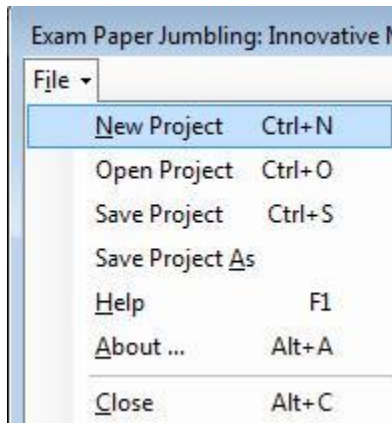 Exam Paper Jumbling: Innovative
File
New Project Ctrl+N
Open Project Ctrl+O
Save Project Ctrl+S
Save Project As
Help F1
About ... Alt+A
Close Alt+C